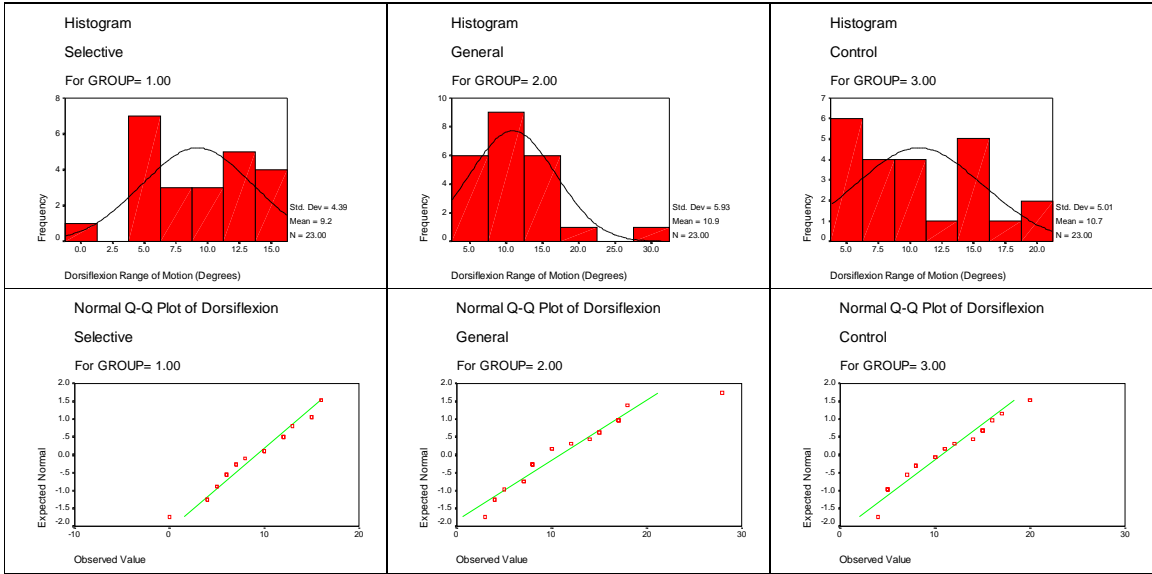 Histogram
Selective
For GROUP= 1.00
8
6
4
2
0
Frequency
0.0 2.5 5.0 7.5 10.0 12.5 15.0
Std. Dev = 4.39
Mean = 9.2
N = 23.00
Dorsiflexion Range of Motion (Degrees)
Histogram
General
For GROUP= 2.00
10
8
6
4
2
0
Frequency
5.0 10.0 15.0 20.0 25.0 30.0
Std. Dev = 5.93
Mean = 10.9
N = 23.00
Dorsiflexion Range of Motion (Degrees)
Histogram
Control
For GROUP= 3.00
7
6
5
4
3
2
1
0
Frequency
5.0 7.5 10.0 12.5 15.0 17.5 20.0
Std. Dev = 5.01
Mean = 10.7
N = 23.00
Dorsiflexion Range of Motion (Degrees)
Normal Q-Q Plot of Dorsiflexion
Selective
For GROUP= 1.00
2.0
1.5
1.0
.5
0.0
-.5
-1.0
-1.5
-2.0
Expected Normal
-10 0 10 20
Observed Value
Normal Q-Q Plot of Dorsiflexion
General
For GROUP= 2.00
2.0
1.5
1.0
.5
0.0
-.5
-1.0
-1.5
-2.0
Expected Normal
0 10 20 30
Observed Value
Normal Q-Q Plot of Dorsiflexion
Control
For GROUP= 3.00
2.0
1.5
1.0
.5
0.0
-.5
-1.0
-1.5
-2.0
Expected Normal
0 10 20 30
Observed Value